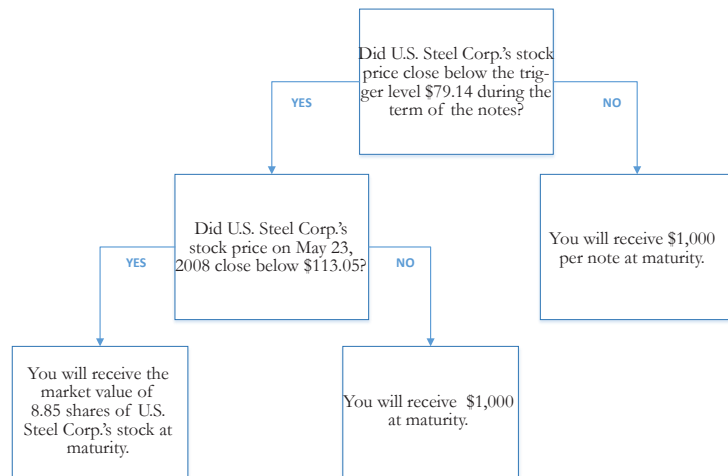 Did U.S. Steel Corp.'s stock
price close below the trig-
ger level $79.14 during the
term of the notes?
YES
NO
Did U.S. Steel Corp.'s
stock price on May 23,
2008 close below $113.05?
You will receive $1,000
per note at maturity.
YES
NO
You will receive the
market value of
8.85 shares of U.S.
Steel Corp.'s stock at
maturity.
You will receive $1,000
at maturity.